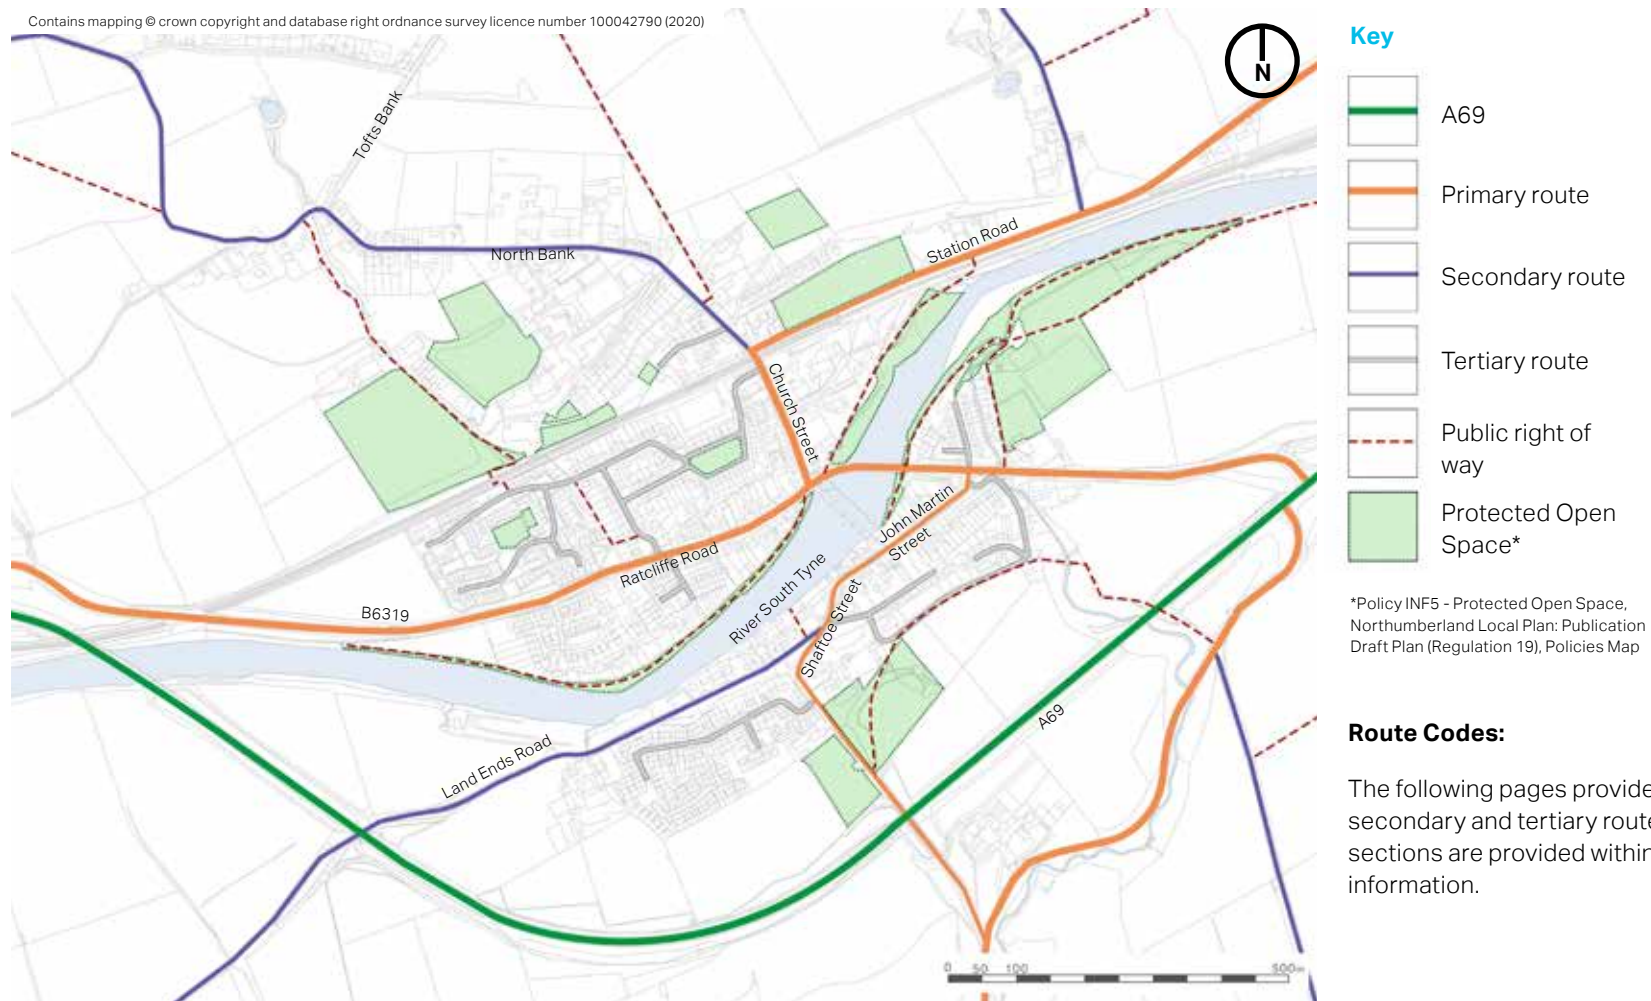 Contains mapping © crown copyright and database right ordnance survey licence number 100042790 (2020)
N
Tofts Bank
North Bank
Station Road
Church Street
John Martin
Street
Ratcliffe Road
River South Tyne
B6319
Shaftoe Street
Land Ends Road
A69
0 50 100 500m
Key
A69
Primary route
Secondary route
Tertiary route
Public right of
way
Protected Open
Space*
*Policy INF5 - Protected Open Space,
Northumberland Local Plan: Publication
Draft Plan (Regulation 19), Policies Map
Route Codes:
The following pages provide
secondary and tertiary route
sections are provided within
information.